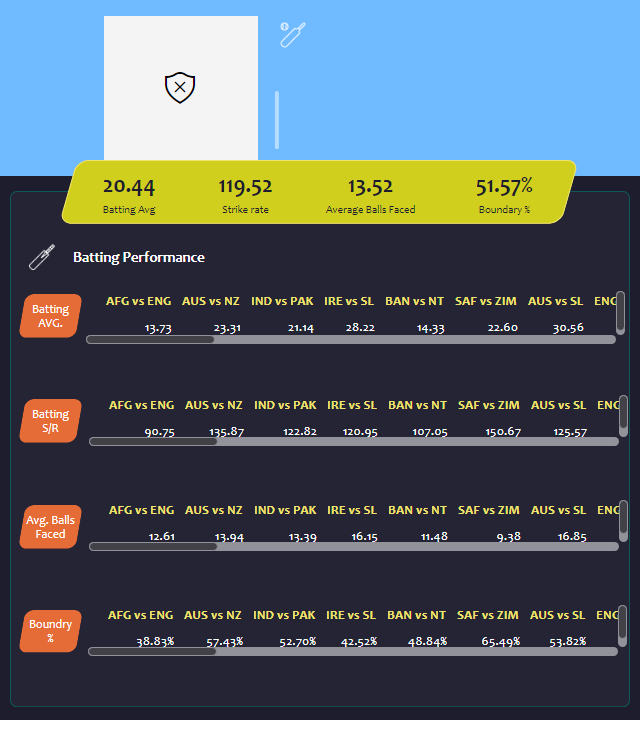 20.44 119.52 13.52 51.57%
Batting Avg Strike rate Average Balls Faced Boundary %
Batting Performance
Batting AVG.
AFG vs ENG AUS vs NZ IND vs PAK IRE vs SL BAN vs NT SAF vs ZIM AUS vs SL ENG
13.73 23.31 21.14 28.22 14.33 22.60 30.56
Batting S/R
AFG vs ENG AUS vs NZ IND vs PAK IRE vs SL BAN vs NT SAF vs ZIM AUS vs SL ENG
90.75 135.87 122.82 120.95 107.05 150.67 125.57
Avg. Balls Faced
AFG vs ENG AUS vs NZ IND vs PAK IRE vs SL BAN vs NT SAF vs ZIM AUS vs SL ENG
12.61 13.94 13.39 16.15 11.48 9.38 16.85
Boundry %
AFG vs ENG AUS vs NZ IND vs PAK IRE vs SL BAN vs NT SAF vs ZIM AUS vs SL ENG
38.83% 57.43% 52.70% 42.52% 48.84% 65.49% 53.82%